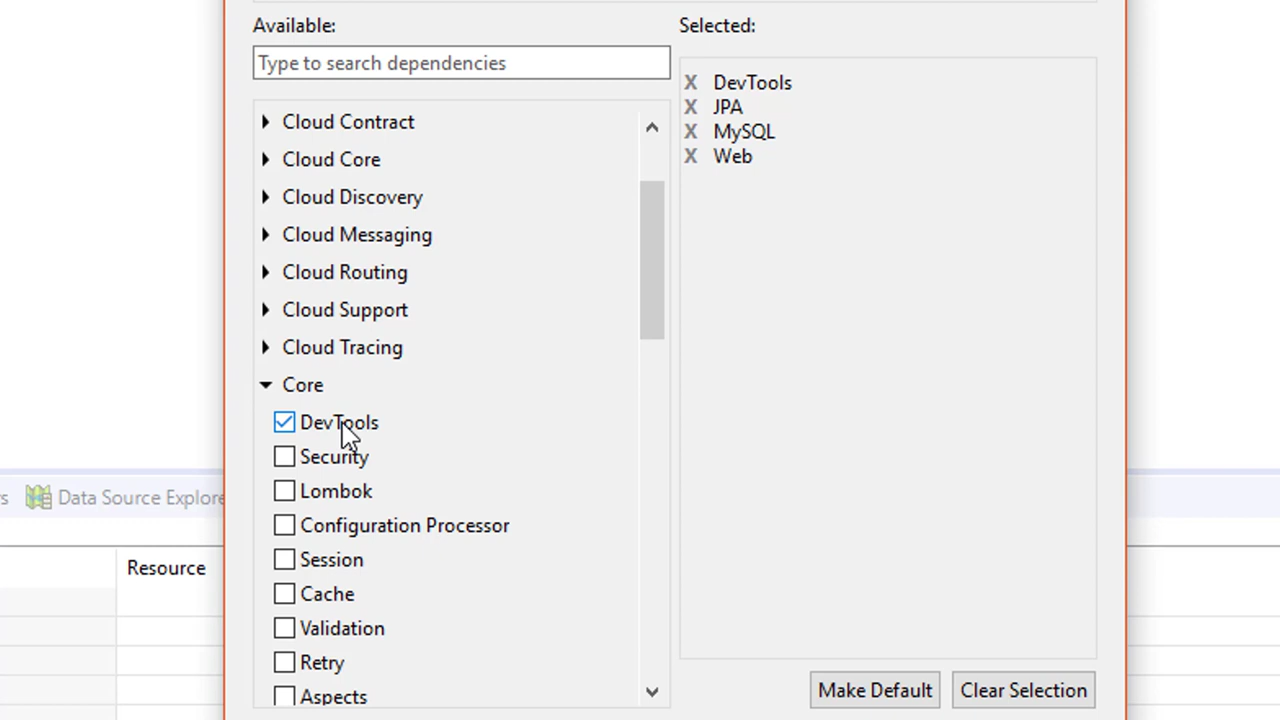 Available:
Selected:
Type to search dependencies
Cloud Contract
Cloud Core
Cloud Discovery
Cloud Messaging
Cloud Routing
Cloud Support
Cloud Tracing
Core
DevTools
Security
Lombok
Configuration Processor
Session
Cache
Validation
Retry
Aspects
X DevTools
X JPA
X MySQL
X Web
Make Default
Clear Selection
Data Source Explore
Resource